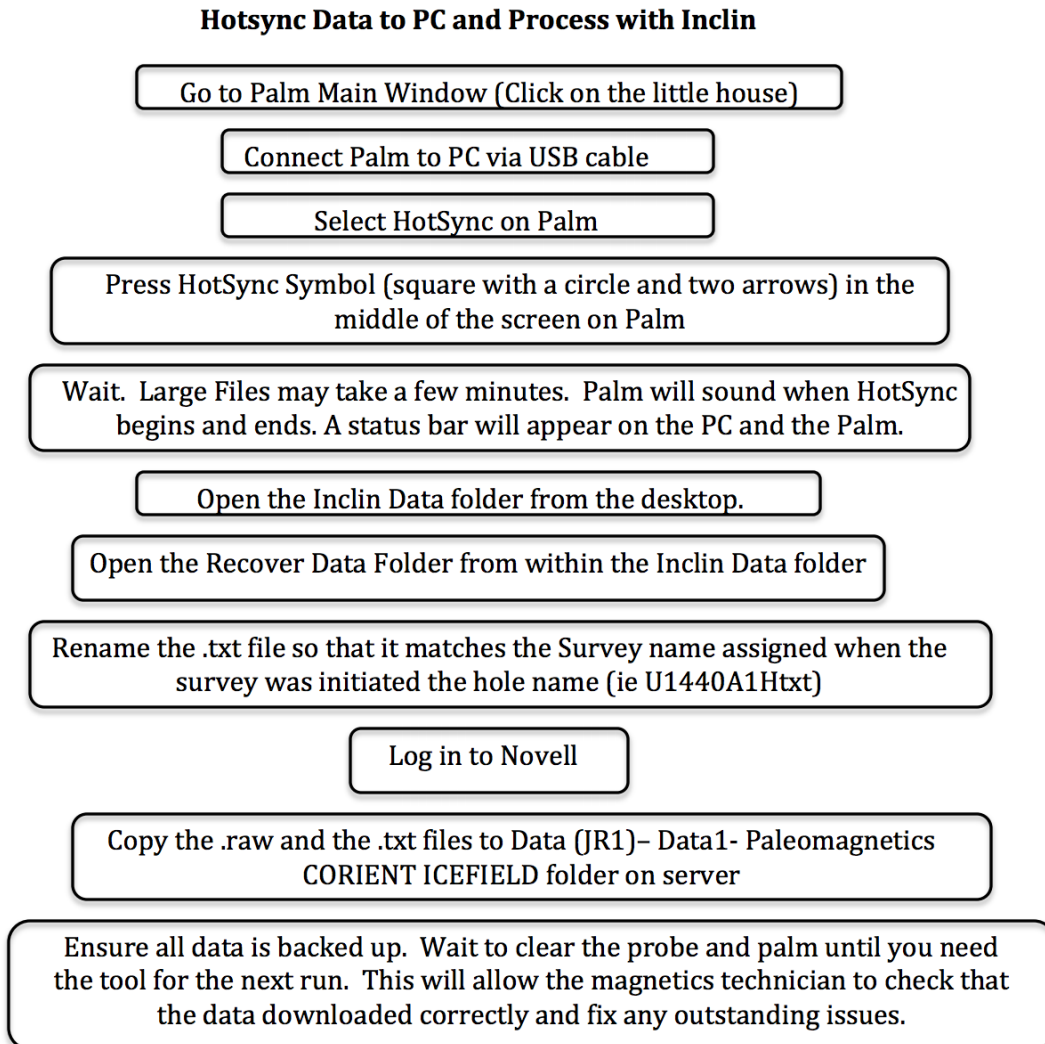 Hotsync Data to PC and Process with Inclin
Go to Palm Main Window (Click on the little house)
Connect Palm to PC via USB cable
Select HotSync on Palm
Press HotSync Symbol (square with a circle and two arrows) in the
middle of the screen on Palm
Wait.  Large Files may take a few minutes.  Palm will sound when HotSync
begins and ends. A status bar will appear on the PC and the Palm.
Open the Inclin Data folder from the desktop.
Open the Recover Data Folder from within the Inclin Data folder
Rename the .txt file so that it matches the Survey name assigned when the
survey was initiated the hole name (ie U1440A1Htxt)
Log in to Novell
Copy the .raw and the .txt files to Data (JR1)– Data1- Paleomagnetics
CORIENT ICEFIELD folder on server
Ensure all data is backed up.  Wait to clear the probe and palm until you need
the tool for the next run.  This will allow the magnetics technician to check that
the data downloaded correctly and fix any outstanding issues.